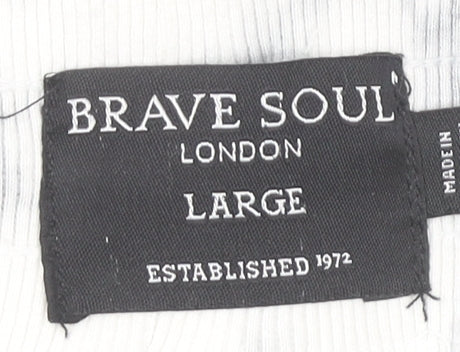 BRAVE SOUL
LONDON
LARGE
ESTABLISHED 1972
MADE IN